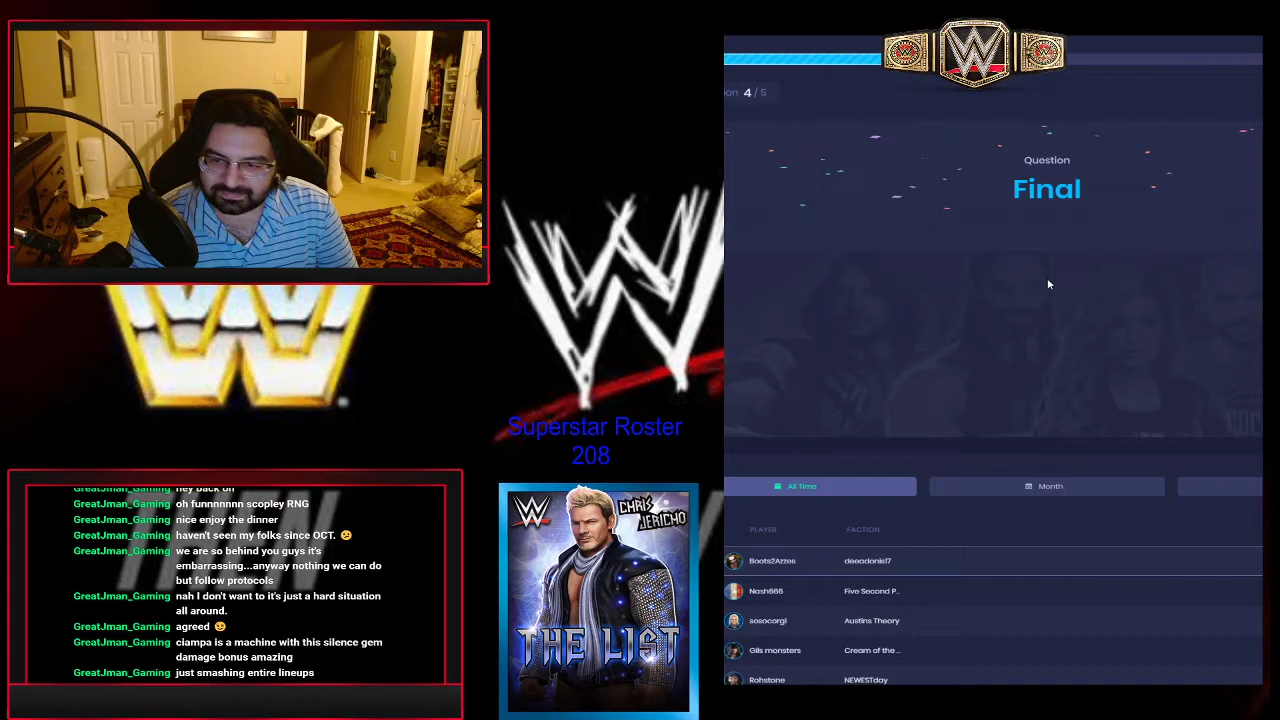 ion 4 / 5
Question
Final
Superstar Roster
208
GreatJman_Gaming hey back on
GreatJman_Gaming oh funnnnnnn scopley RNG
GreatJman_Gaming nice enjoy the dinner
GreatJman_Gaming haven't seen my folks since OCT. 😕
GreatJman_Gaming we are so behind you guys it's
embarrassing...anyway nothing we can do
but follow protocols
GreatJman_Gaming nah I don't want to it's just a hard situation
all around.
GreatJman_Gaming agreed 😉
GreatJman_Gaming ciampa is a machine with this silence gem
damage bonus amazing
GreatJman_Gaming just smashing entire lineups
CHRIS
JERICHO
THE LIST
All Time
Month
PLAYER FACTION
Boots2Azzes deeadonis17
Nash666 Five Second P..
sosocorgi Austins Theory
Gils monsters Cream of the ...
Rohstone NEWESTday